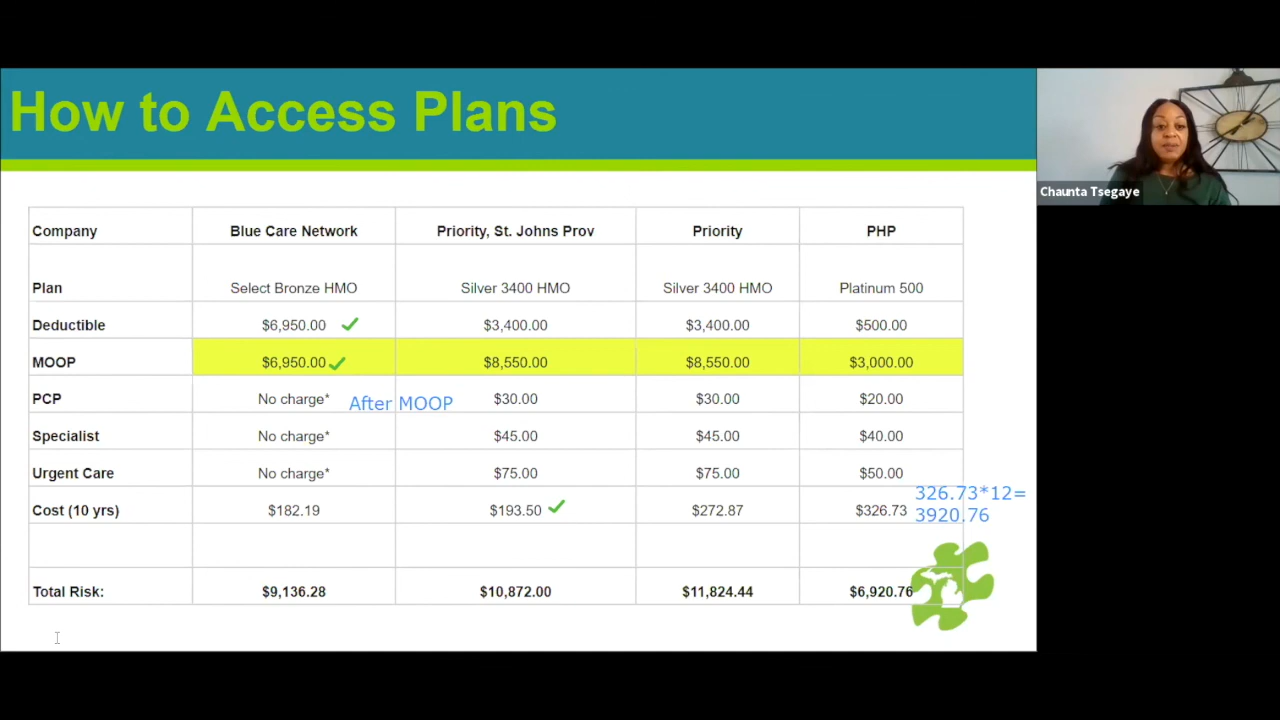 How to Access Plans
Chaunta Tsegaye
Company Blue Care Network Priority, St. Johns Prov Priority PHP
Plan Select Bronze HMO Silver 3400 HMO Silver 3400 HMO Platinum 500
Deductible $6,950.00 $3,400.00 $3,400.00 $500.00
MOOP $6,950.00 $8,550.00 $8,550.00 $3,000.00
PCP No charge* After MOOP $30.00 $30.00 $20.00
Specialist No charge* $45.00 $45.00 $40.00
Urgent Care No charge* $75.00 $75.00 $50.00
Cost (10 yrs) $182.19 $193.50 $272.87 $326.73
326.73*12=
3920.76
Total Risk: $9,136.28 $10,872.00 $11,824.44 $6,920.76